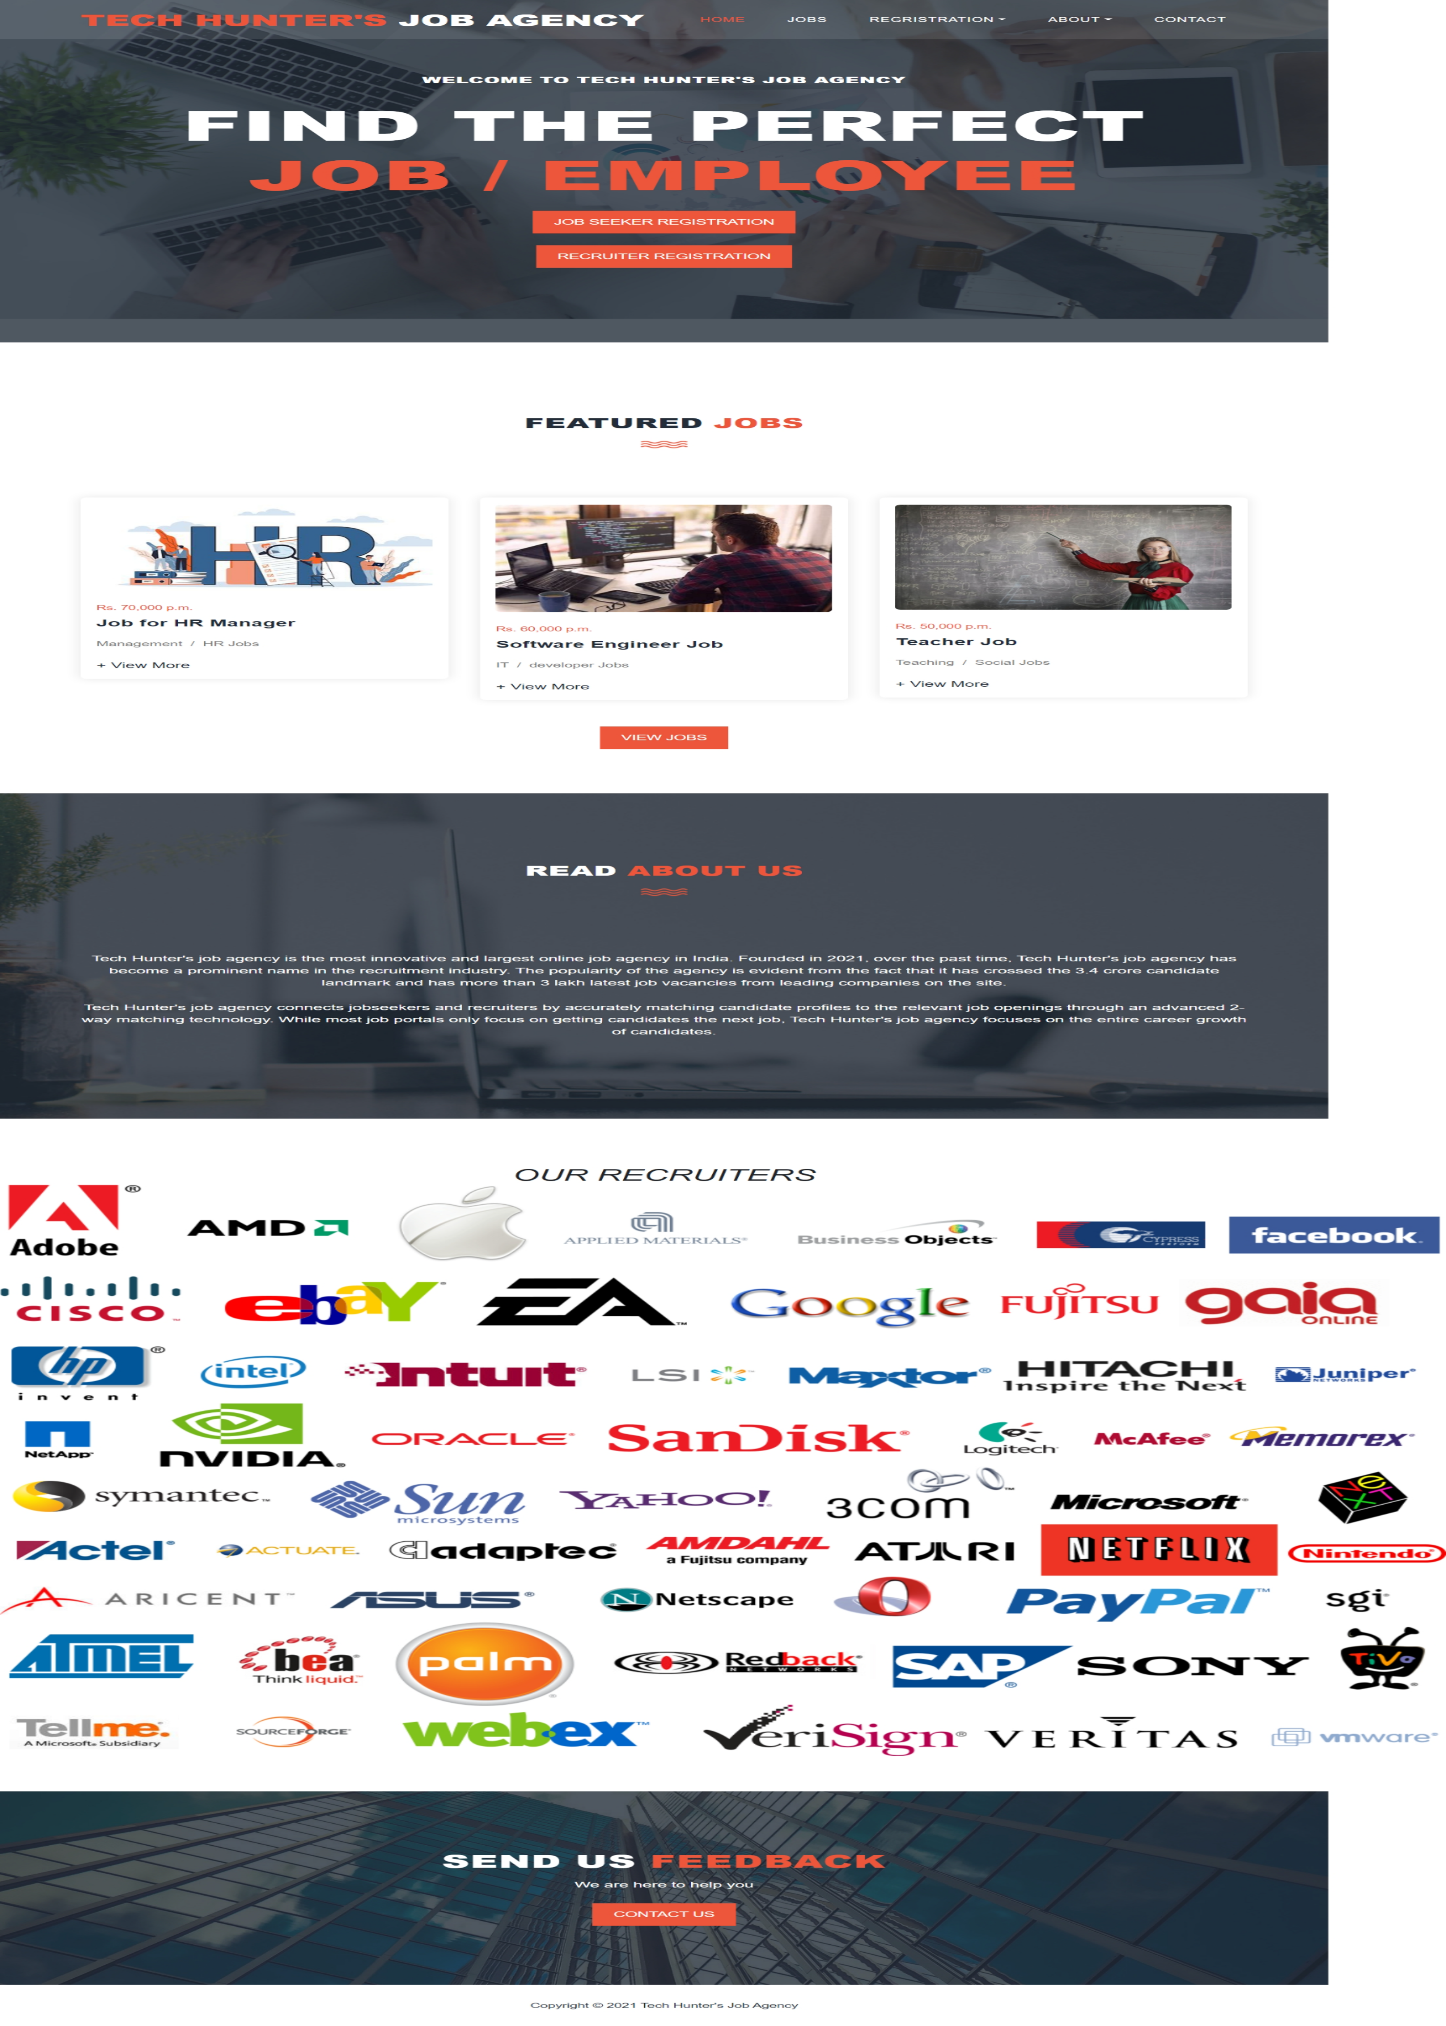 TECH HUNTER'S JOB AGENCY
HOME JOBS REGRISTRATION ABOUT CONTACT
WELCOME TO TECH HUNTER'S JOB AGENCY
FIND THE PERFECT
JOB / EMPLOYEE
JOB SEEKER REGISTRATION
RECRUITER REGISTRATION
FEATURED JOBS
HR
Rs. 70,000 p.m.
Job for HR Manager
Management / HR Jobs
+ View More
Rs. 60,000 p.m.
Software Engineer Job
IT / developer Jobs
+ View More
Rs. 50,000 p.m.
Teacher Job
Teaching / Social Jobs
+ View More
VIEW JOBS
READ ABOUT US
Tech Hunter's job agency is the most innovative and largest online job agency in India. Founded in 2021, over the past time, Tech Hunter's job agency has
become a prominent name in the recruitment industry. The popularity of the agency is evident from the fact that it has crossed the 3.4 crore candidate
landmark and has more than 3 lakh latest job vacancies from leading companies on the site.
Tech Hunter's job agency connects jobseekers and recruiters by accurately matching candidate profiles to the relevant job openings through an advanced 2-
way matching technology. While most job portals only focus on getting candidates the next job, Tech Hunter's job agency focuses on the entire career growth
of candidates.
OUR RECRUITERS
Adobe ®
AMD
APPLIED MATERIALS®
Business Objects
CYPRESS
PERFORM
facebook
CISCO
ebaY
EA™
Google
FUJITSU
gaia
ONLINE
hp ®
invent
intel
Intuit®
LSI
Maxtor®
HITACHI
Inspire the Next
Juniper®
NETWORKS
NetApp
NVIDIA.
ORACLE
SanDisk
Logitech
McAfee
Memorex
symantec™
Sun
microsystems
YAHOO!
3COM
Microsoft
NeXT
Actel
ACTUATE.
adaptec
AMDAHL
a Fujitsu company
ATARI
NETFLIX
Nintendo®
ARICENT™
ASUS®
N Netscape
PayPal™
sgi
ATMEL
bea
Think liquid.™
palm
Redback®
NETWORKS
SAP®
SONY
TiVo
Tellme.
A Microsoft Subsidiary
SOURCEFORGE
webex™
VeriSign®
VERITAS
vmware®
SEND US FEEDBACK
We are here to help you
CONTACT US
Copyright © 2021 Tech Hunter's Job Agency